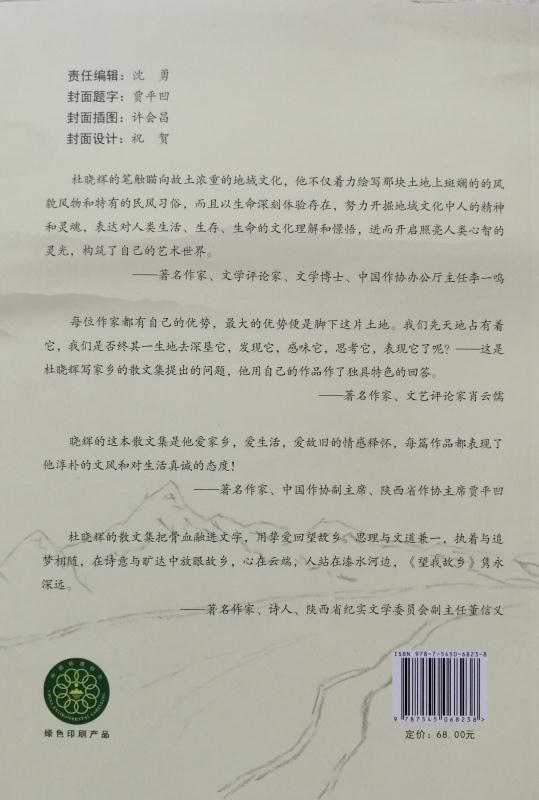 责任编辑：沈　勇
封面题字：贾平凹
封面插图：许会昌
封面设计：祝　贺
杜晓辉的笔触瞄向故土浓重的地域文化，他不仅着力绘写那块土地上斑斓的的风
貌风物和特有的民风习俗，而且以生命深刻体验存在，努力开掘地域文化中人的精神
和灵魂，表达对人类生活、生存、生命的文化理解和憬悟，进而开启照亮人类心智的
灵光，构筑了自己的艺术世界。
——著名作家、文学评论家、文学博士、中国作协办公厅主任李一鸣
每位作家都有自己的优势，最大的优势便是脚下这片土地。我们先天地占有着
它，我们是否终其一生地去深垦它，发现它，感味它，思考它，表现它了呢？——这是
杜晓辉写家乡的散文集提出的问题，他用自己的作品作了独具特色的回答。
——著名作家、文艺评论家肖云儒
晓辉的这本散文集是他爱家乡，爱生活，爱故旧的情感释怀，每篇作品都表现了
他淳朴的文风和对生活真诚的态度！
——著名作家、中国作协副主席、陕西省作协主席贾平凹
杜晓辉的散文集把骨血融进文字，用挚爱回望故乡。思理与文道兼一，执着与追
梦相随，在诗意与旷达中放眼故乡，心在云端，人站在漆水河边，《望我故乡》隽永
深远。
——著名作家、诗人、陕西省纪实文学委员会副主任董信义
ISBN 978-7-5450-6823-8
9 787545 068238 >
定价：68.00元
中国环境标志
CHINA ENVIRONMENTAL LABELLING
绿色印刷产品